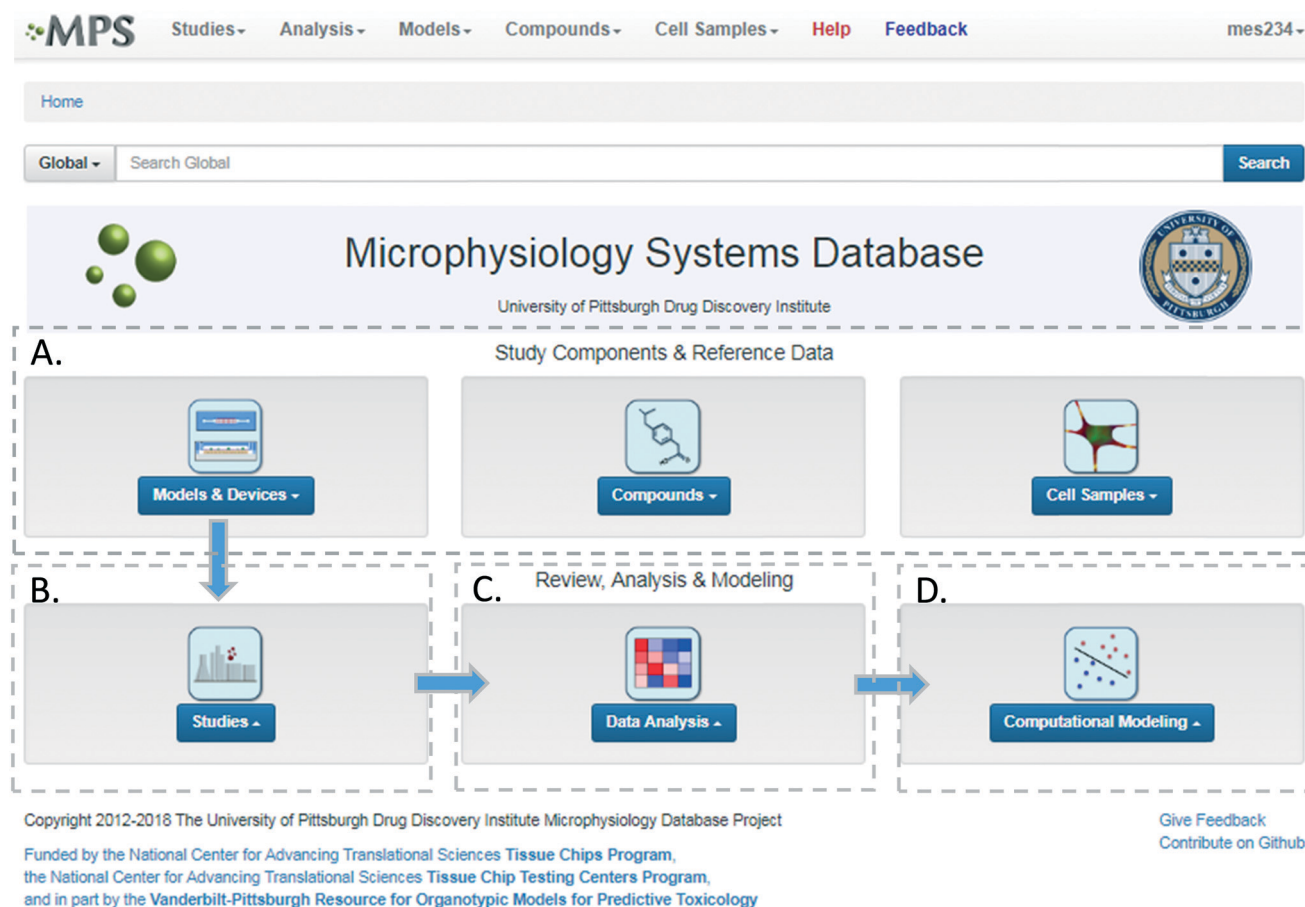 MPS Studies Analysis Models Compounds Cell Samples Help Feedback mes234
Home
Global Search Global Search
Microphysiology Systems Database
University of Pittsburgh Drug Discovery Institute
UNIVERSITY OF PITTSBURGH
A.
Study Components & Reference Data
Models & Devices Compounds Cell Samples
B. C. Review, Analysis & Modeling D.
Studies Data Analysis Computational Modeling
Copyright 2012-2018 The University of Pittsburgh Drug Discovery Institute Microphysiology Database Project
Give Feedback
Contribute on Github
Funded by the National Center for Advancing Translational Sciences Tissue Chips Program,
the National Center for Advancing Translational Sciences Tissue Chip Testing Centers Program,
and in part by the Vanderbilt-Pittsburgh Resource for Organotypic Models for Predictive Toxicology